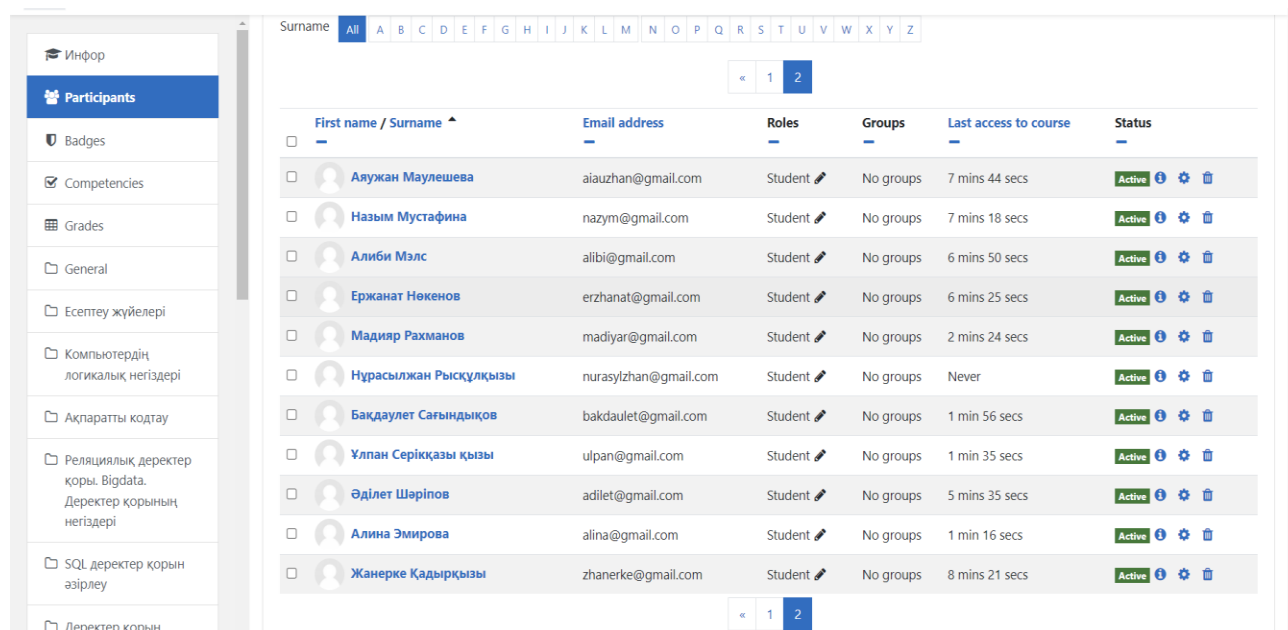 Surname All A B C D E F G H I J K L M N O P Q R S T U V W X Y Z
« 1 2
Инфор
Participants
Badges
Competencies
Grades
General
Есептеу жүйелері
Компьютердің
логикалық негіздері
Ақпаратты кодтау
Реляциялық деректер
қоры. Bigdata.
Деректер қорының
негіздері
SQL деректер қорын
әзірлеу
Деректер қорын
First name / Surname Email address Roles Groups Last access to course Status
Аяужан Маулешева aiauzhan@gmail.com Student No groups 7 mins 44 secs Active
Назым Мустафина nazym@gmail.com Student No groups 7 mins 18 secs Active
Алиби Мэлс alibi@gmail.com Student No groups 6 mins 50 secs Active
Ержанат Нөкенов erzhanat@gmail.com Student No groups 6 mins 25 secs Active
Мадияр Рахманов madiyar@gmail.com Student No groups 2 mins 24 secs Active
Нұрасылжан Рысқұлқызы nurasylzhan@gmail.com Student No groups Never Active
Бақдаулет Сағындықов bakdaulet@gmail.com Student No groups 1 min 56 secs Active
Ұлпан Серікқазы қызы ulpan@gmail.com Student No groups 1 min 35 secs Active
Әділет Шәріпов adilet@gmail.com Student No groups 5 mins 35 secs Active
Алина Эмирова alina@gmail.com Student No groups 1 min 16 secs Active
Жанерке Қадырқызы zhanerke@gmail.com Student No groups 8 mins 21 secs Active
« 1 2